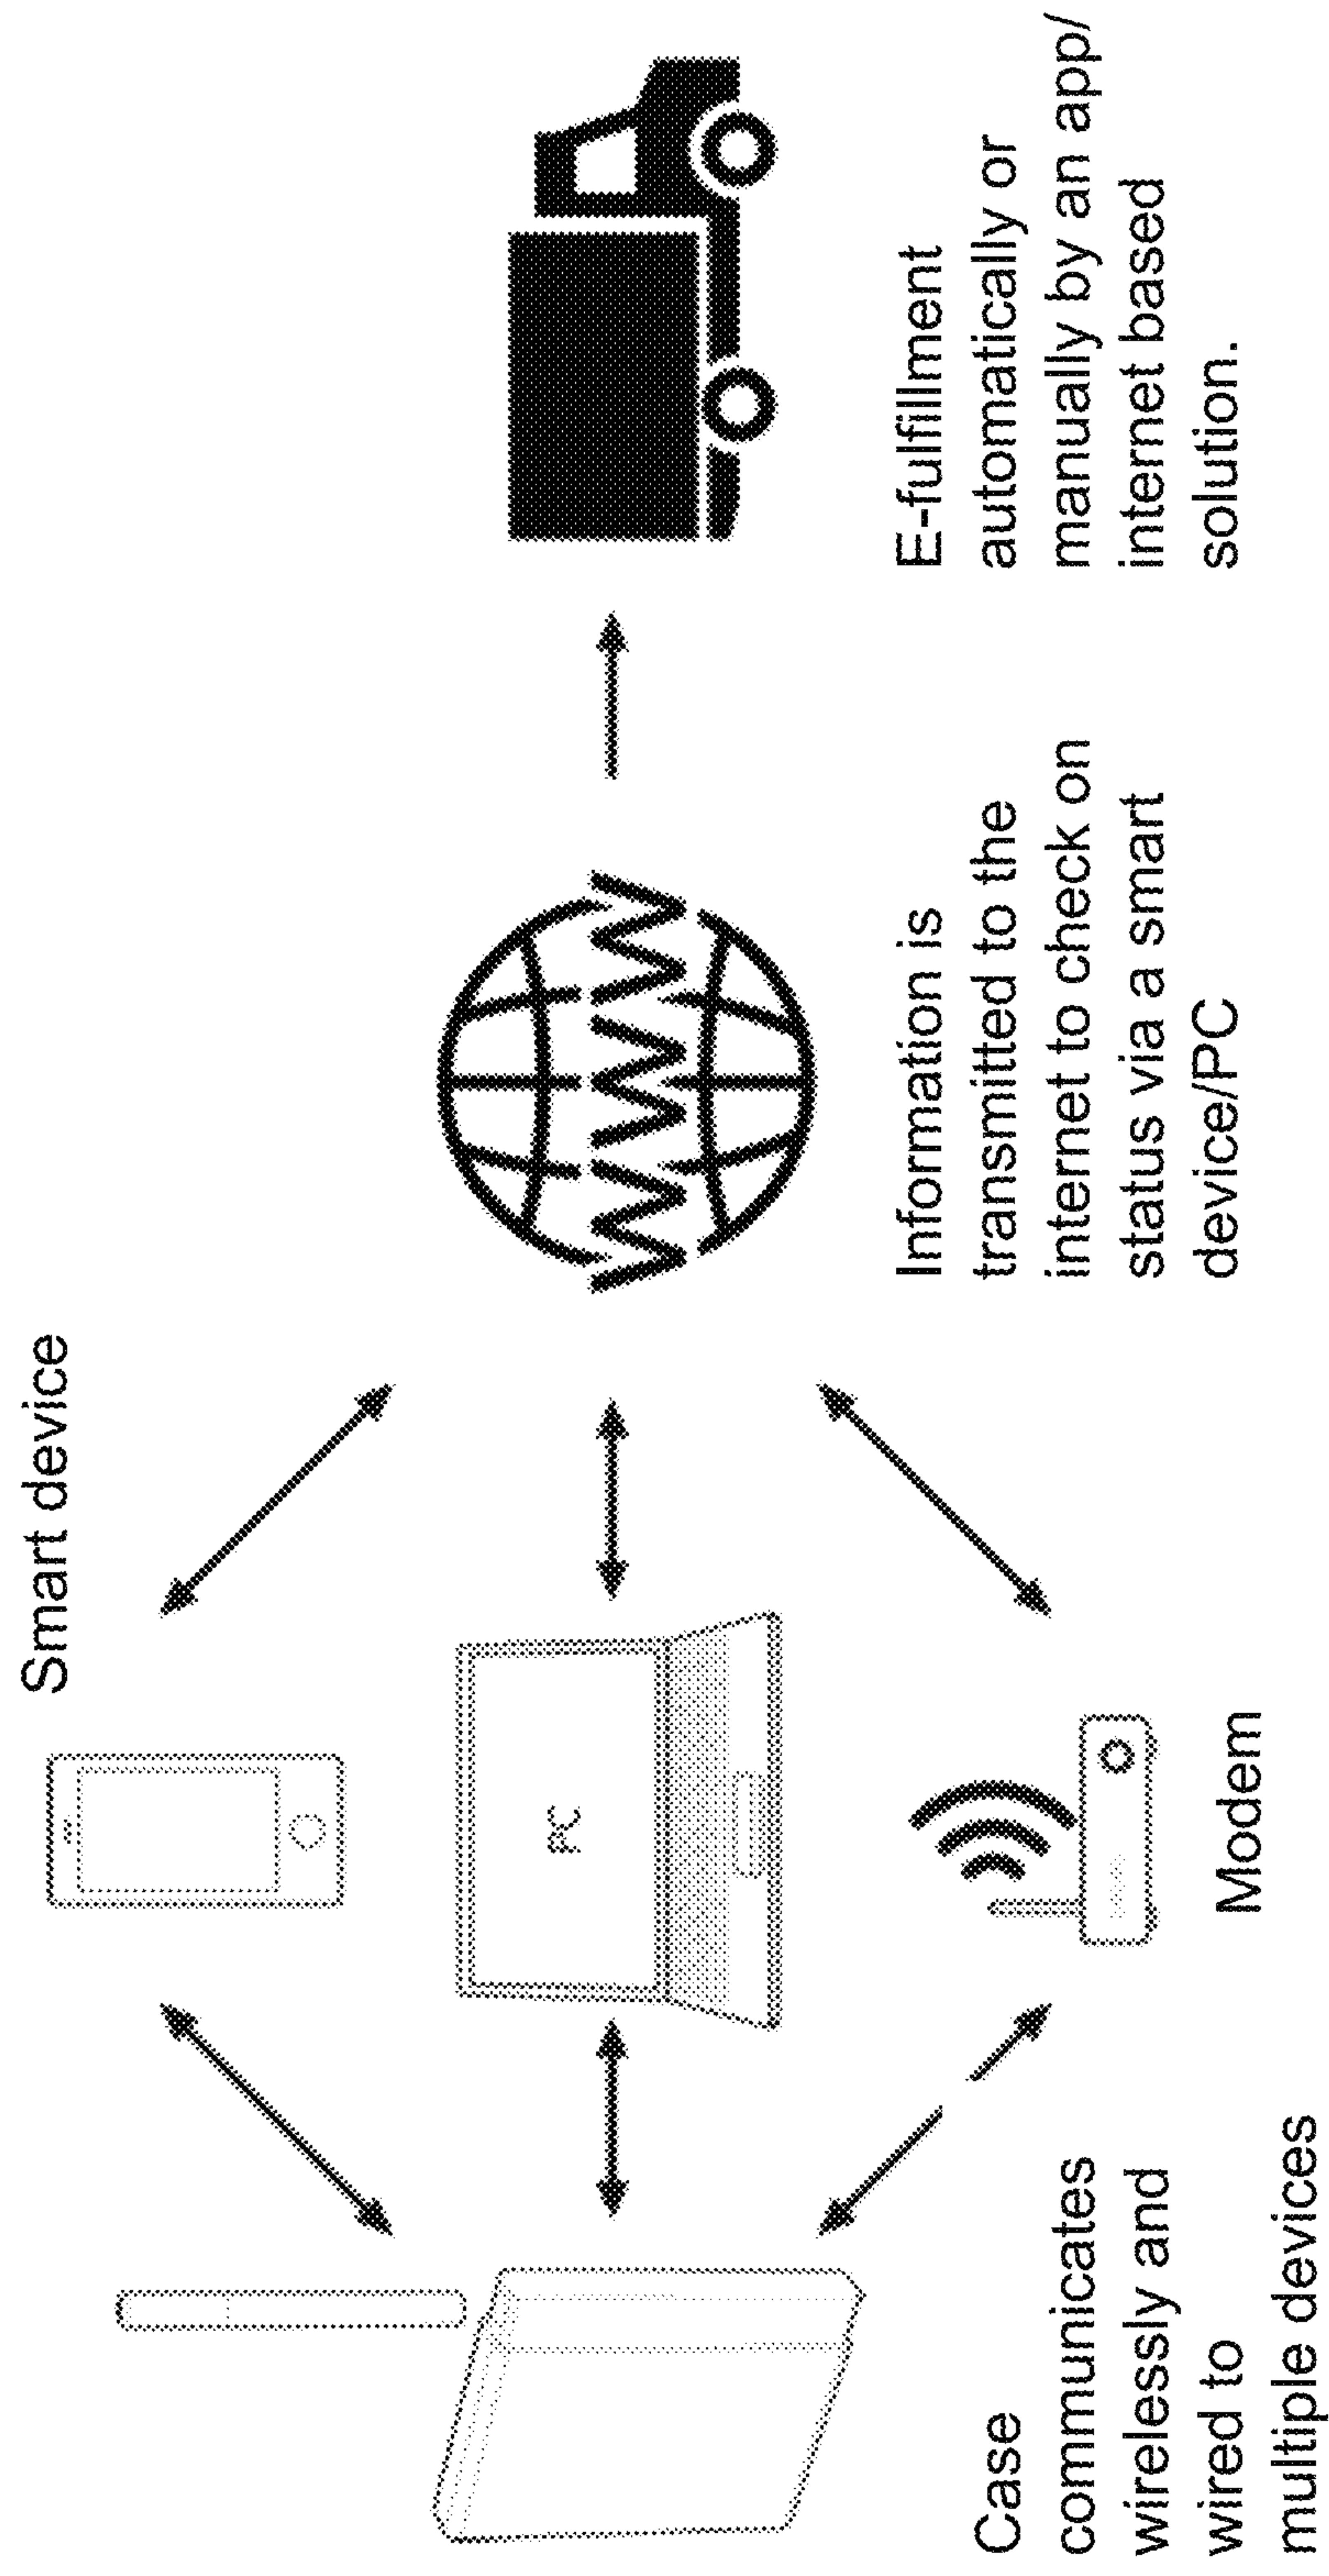 Smart device
PC
WWW
Modem
Case
communicates
wirelessly and
wired to
multiple devices
Information is
transmitted to the
internet to check on
status via a smart
device/PC
E-fulfillment
automatically or
manually by an app/
internet based
solution.